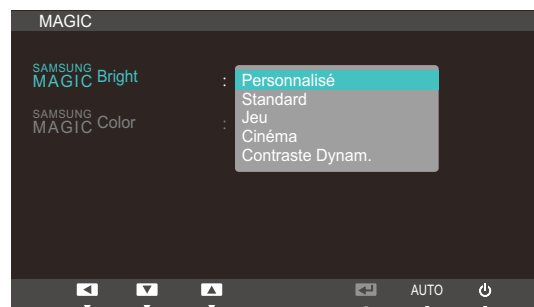 MAGIC
SAMSUNG
MAGIC Bright : Personnalisé
Standard
Jeu
SAMSUNG
MAGIC Color :
Cinéma
Contraste Dynam.
AUTO